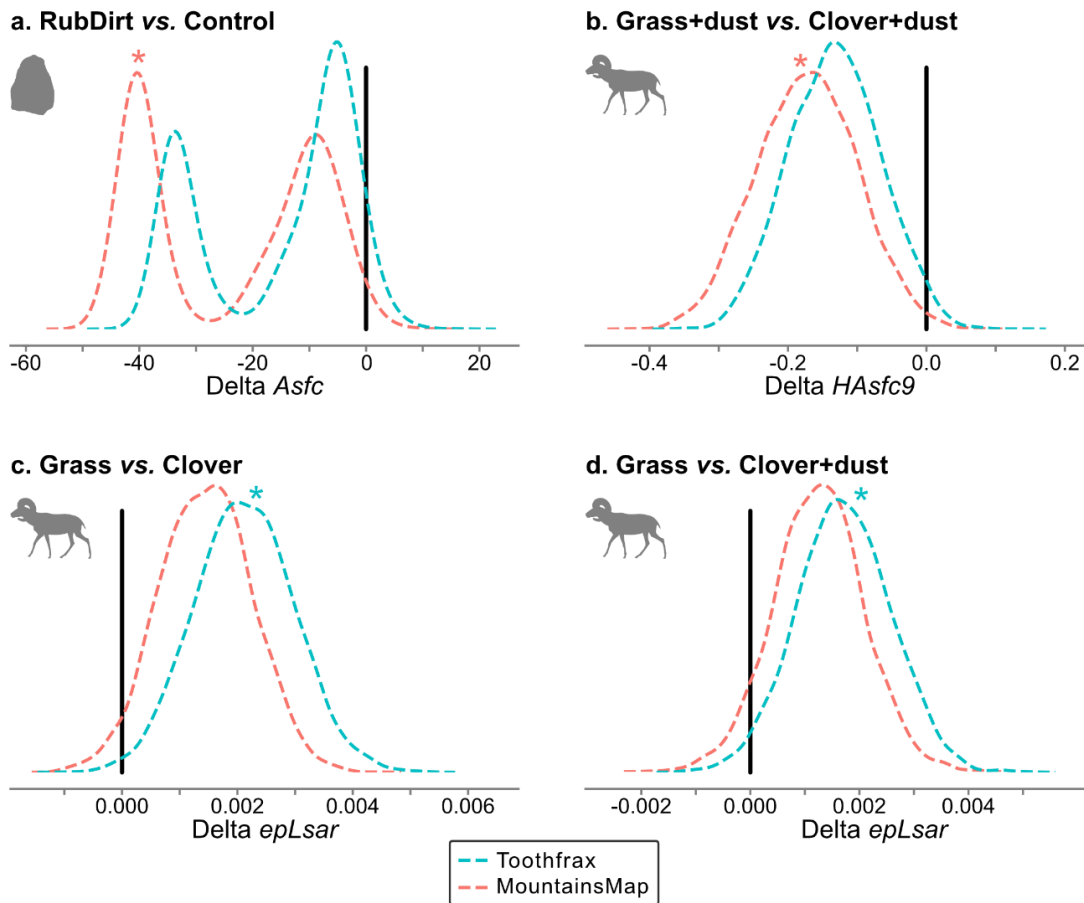 a. RubDirt vs. Control
b. Grass+dust vs. Clover+dust
*
*
-60 -40 -20 0 20
Delta Asfc
-0.4 -0.2 0.0 0.2
Delta HAsfc9
c. Grass vs. Clover
d. Grass vs. Clover+dust
*
*
0.000 0.002 0.004 0.006
Delta epLsar
-0.002 0.000 0.002 0.004
Delta epLsar
Toothfrax
MountainsMap